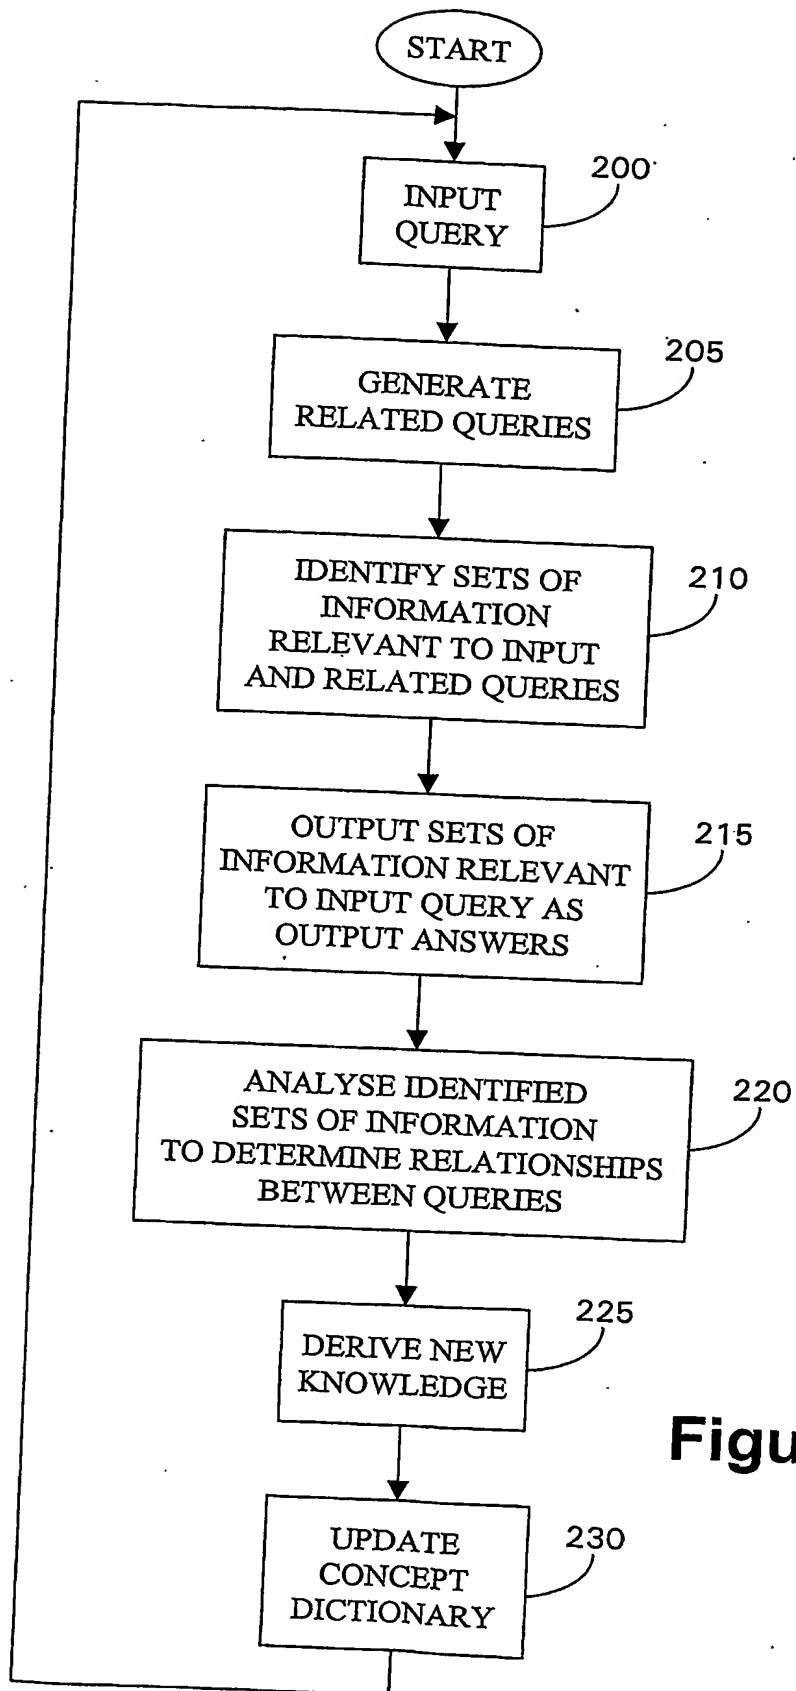 START
200
INPUT
QUERY
205
GENERATE
RELATED QUERIES
210
IDENTIFY SETS OF
INFORMATION
RELEVANT TO INPUT
AND RELATED QUERIES
215
OUTPUT SETS OF
INFORMATION RELEVANT
TO INPUT QUERY AS
OUTPUT ANSWERS
220
ANALYSE IDENTIFIED
SETS OF INFORMATION
TO DETERMINE RELATIONSHIPS
BETWEEN QUERIES
225
DERIVE NEW
KNOWLEDGE
Figu
230
UPDATE
CONCEPT
DICTIONARY